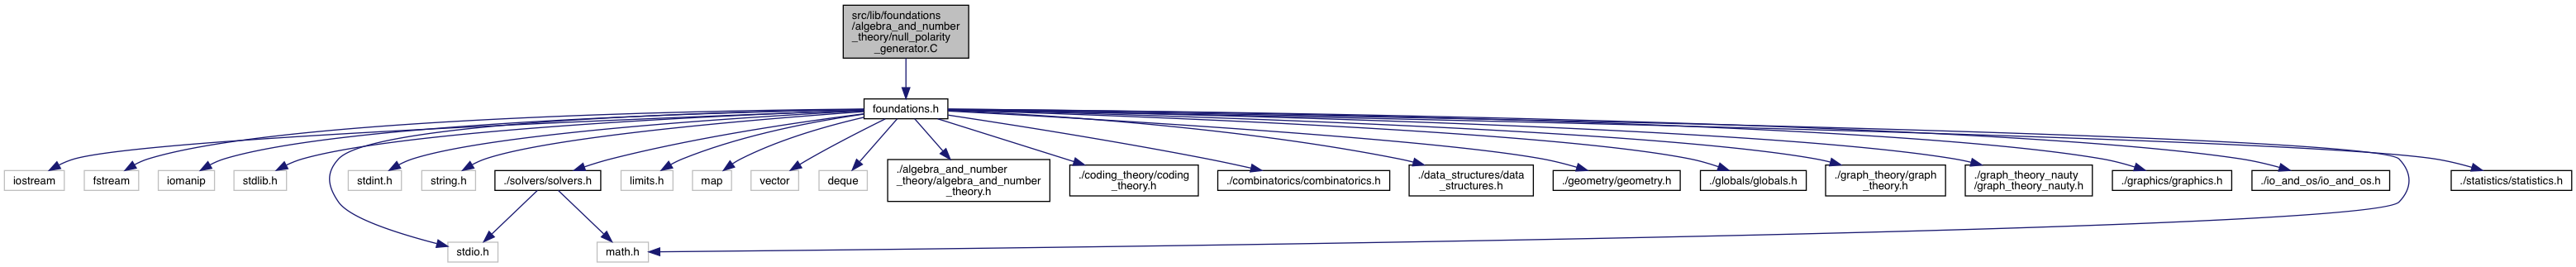 src/lib/foundations
/algebra_and_number
_theory/null_polarity
_generator.C
foundations.h
iostream
fstream
iomanip
stdlib.h
stdint.h
string.h
./solvers/solvers.h
limits.h
map
vector
deque
./algebra_and_number
_theory/algebra_and_number
_theory.h
./coding_theory/coding
_theory.h
./combinatorics/combinatorics.h
./data_structures/data
_structures.h
./geometry/geometry.h
./globals/globals.h
./graph_theory/graph
_theory.h
./graph_theory_nauty
/graph_theory_nauty.h
./graphics/graphics.h
./io_and_os/io_and_os.h
./statistics/statistics.h
stdio.h
math.h